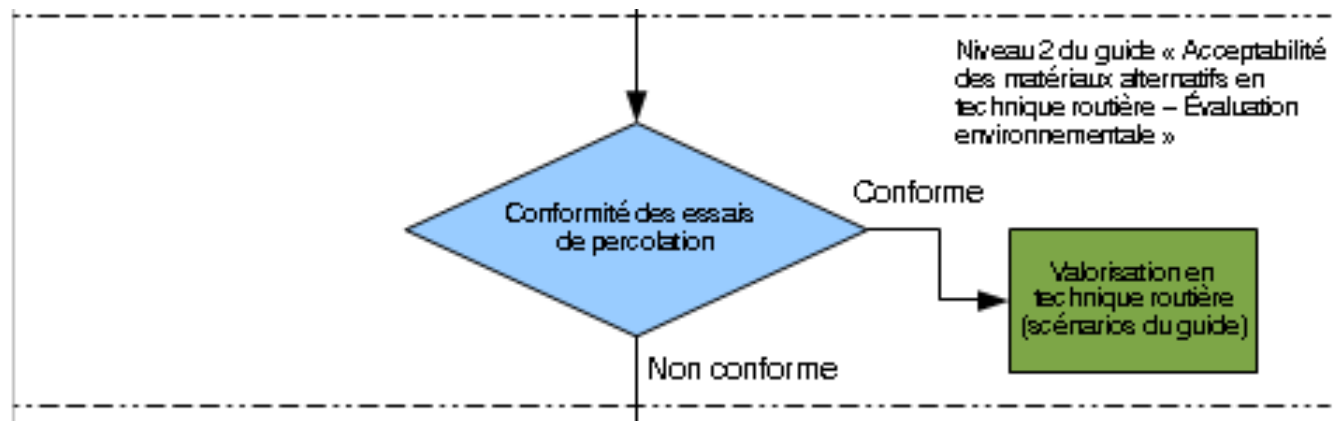 Niveau 2 du guide « Acceptabilité
des matériaux alternatifs en
technique routière – Évaluation
environnementale »
Conforme
Conformité des essais
de percolation
Valorisation en
technique routière
(scénarios du guide)
Non conforme